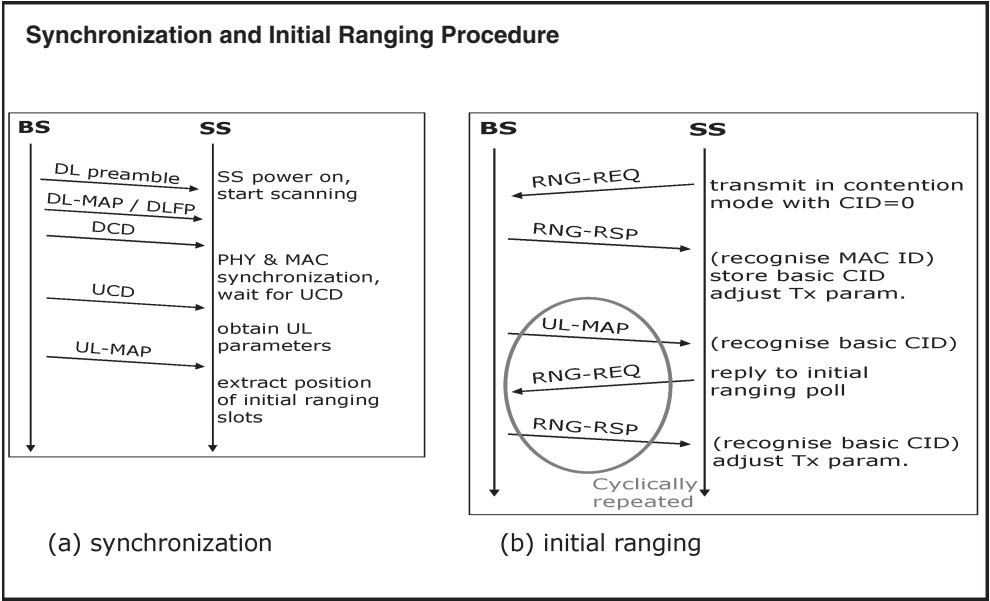 Synchronization and Initial Ranging Procedure
BS
SS
DL preamble
SS power on,
start scanning
DL-MAP / DLFP
DCD
PHY & MAC
synchronization,
wait for UCD
UCD
obtain UL
parameters
UL-MAP
extract position
of initial ranging
slots
(a) synchronization
BS
SS
RNG-REQ
transmit in contention
mode with CID=0
RNG-RSP
(recognise MAC ID)
store basic CID
adjust Tx param.
UL-MAP
(recognise basic CID)
RNG-REQ
reply to initial
ranging poll
RNG-RSP
(recognise basic CID)
adjust Tx param.
Cyclically
repeated
(b) initial ranging